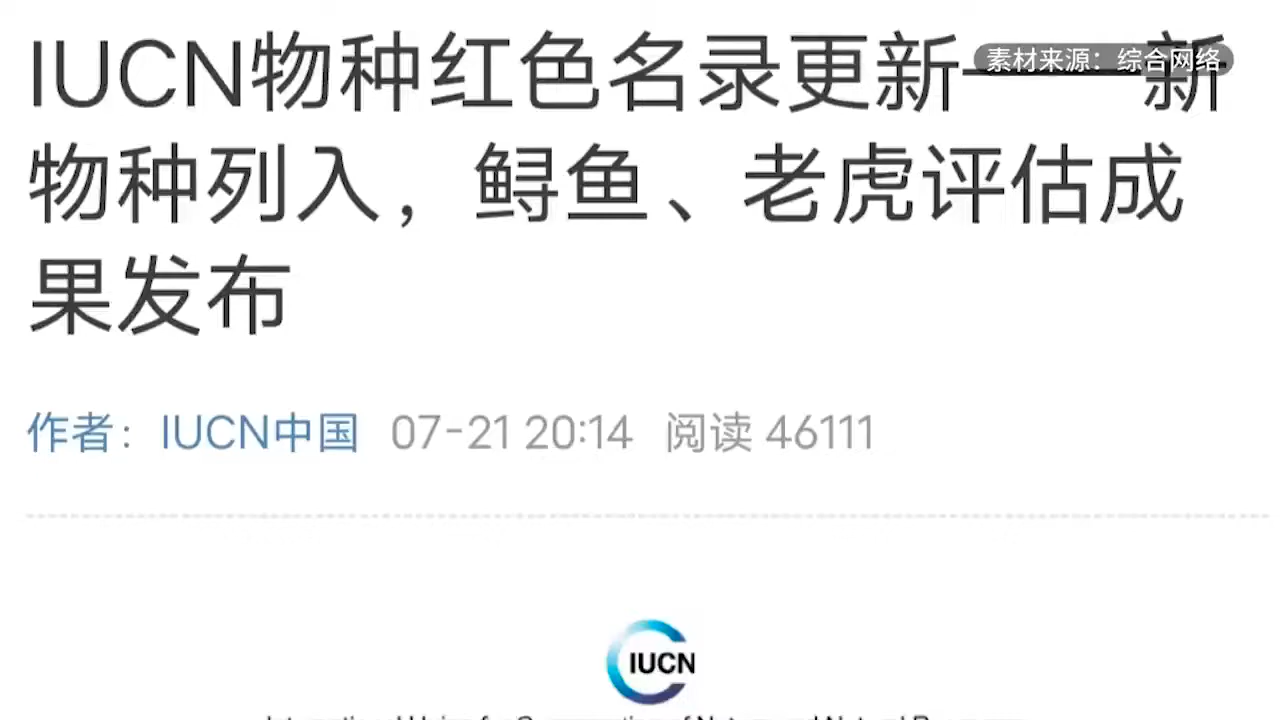 IUCN物种红色名录更新——新
素材来源：综合网络
物种列入，鲟鱼、老虎评估成
果发布
作者：IUCN中国 07-21 20:14 阅读 46111
IUCN